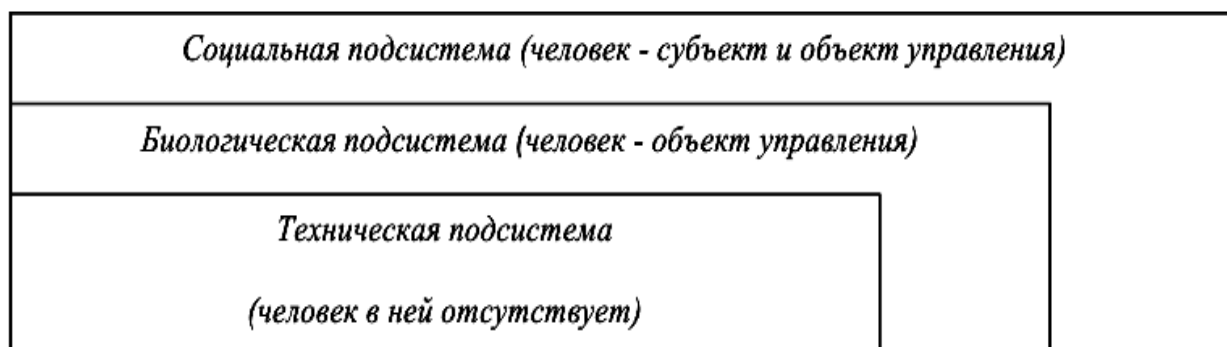 Социальная подсистема (человек - субъект и объект управления)
Биологическая подсистема (человек - объект управления)
Техническая подсистема
(человек в ней отсутствует)